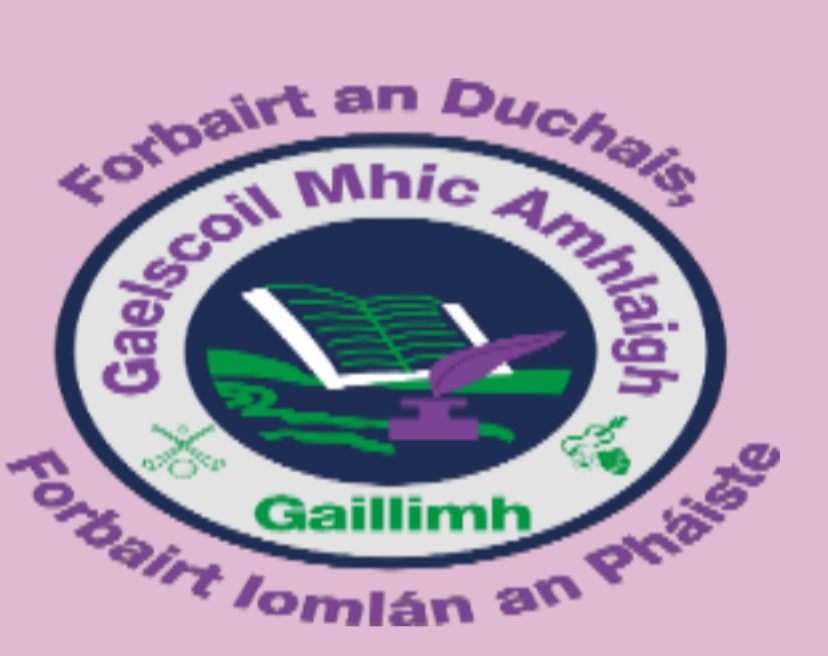 Forbairt an Duchais,
Gaelscoil Mhic Amhlaigh
Gaillimh
Forbairt Iomlán an Pháiste